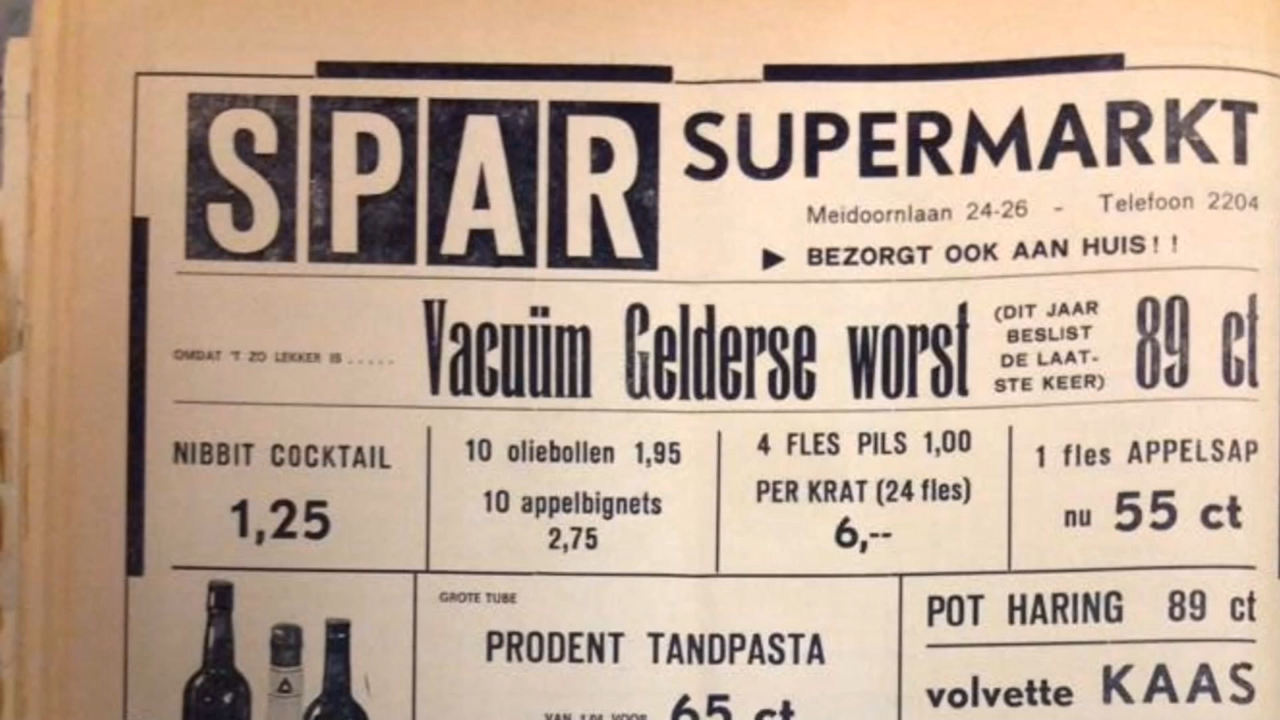 SPAR SUPERMARKT
Meidoornlaan 24-26 - Telefoon 2204
▶ BEZORGT OOK AAN HUIS!!
OMDAT 'T ZO LEKKER IS .....
Vacuüm Gelderse worst
(DIT JAAR
BESLIST
DE LAAT-
STE KEER)
89 ct
NIBBIT COCKTAIL
1,25
10 oliebollen 1,95
10 appelbignets
2,75
4 FLES PILS 1,00
PER KRAT (24 fles)
6,--
1 fles APPELSAP
nu 55 ct
GROTE TUBE
PRODENT TANDPASTA
VAN VOOR 65 ct
POT HARING 89 ct
volvette KAAS